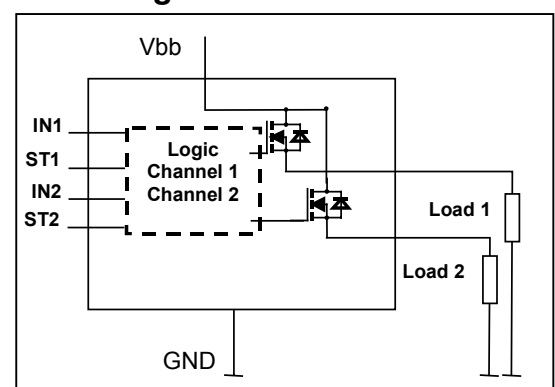 Vbb
IN1
ST1
IN2
ST2
Logic
Channel 1
Channel 2
Load 1
Load 2
GND